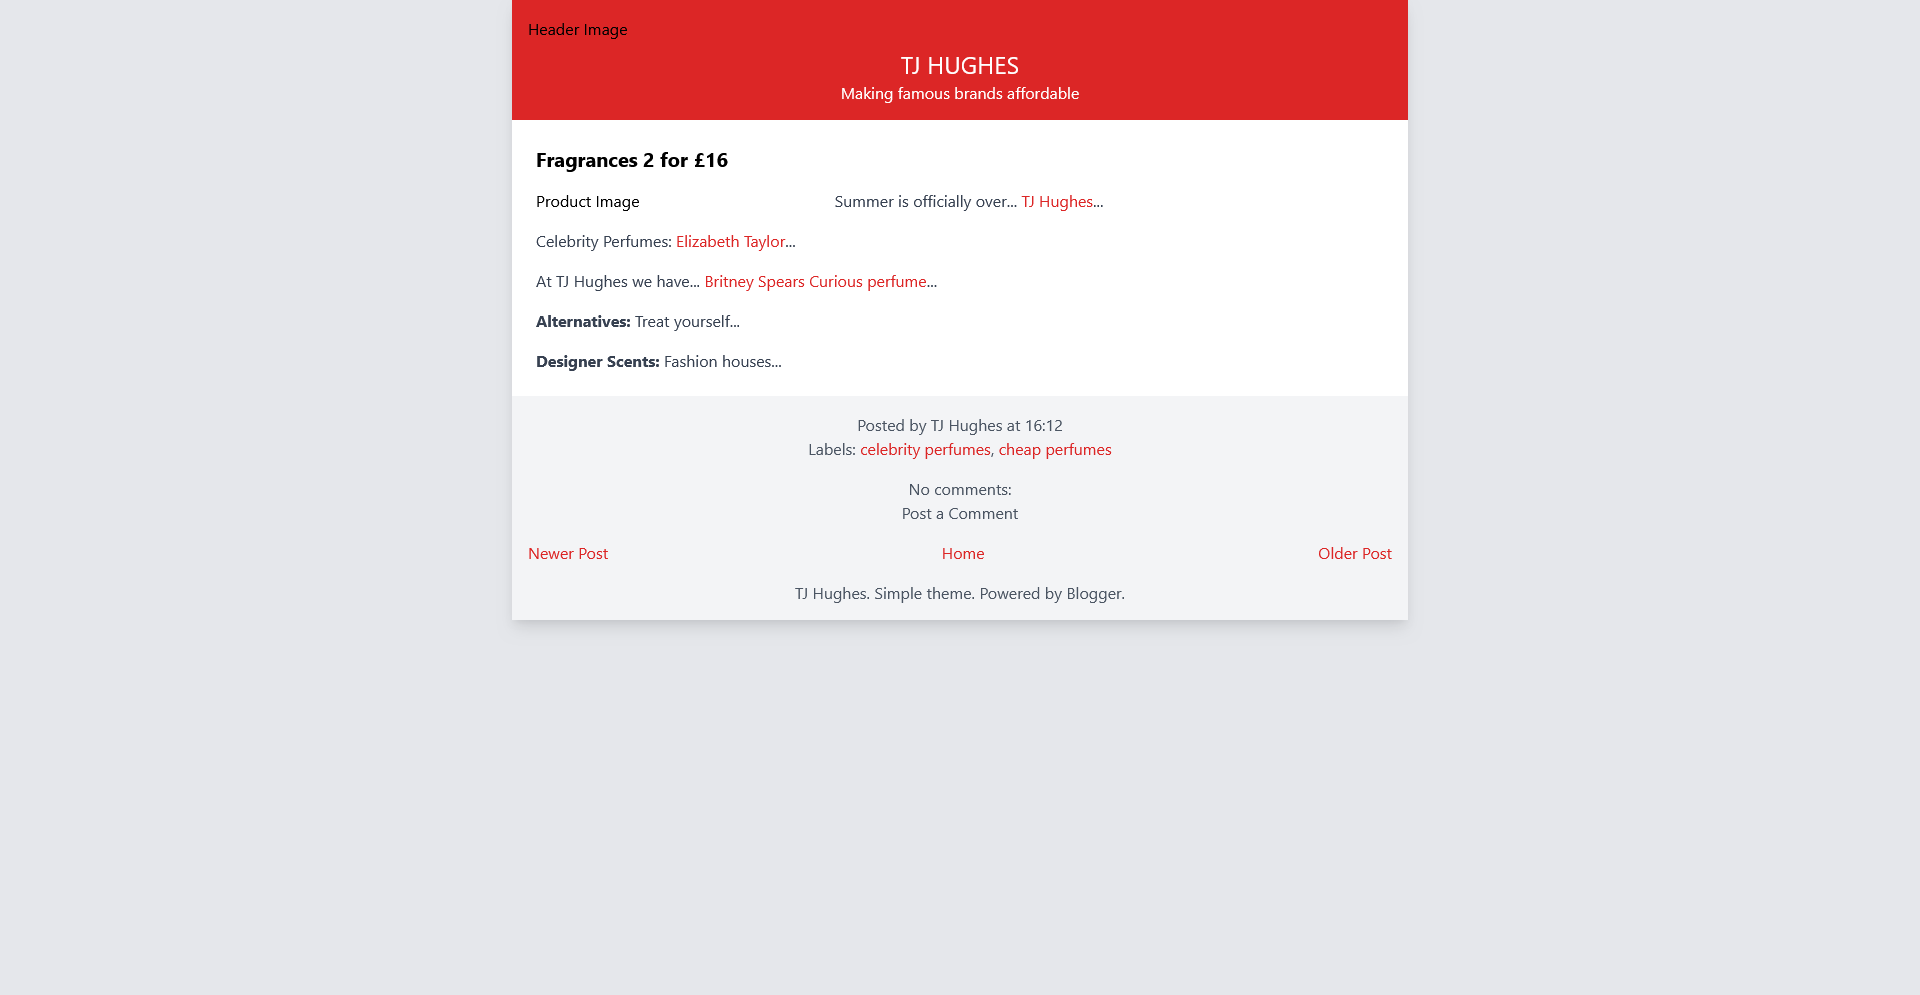 Header Image
TJ HUGHES
Making famous brands affordable
Fragrances 2 for £16
Product Image
Summer is officially over... TJ Hughes...
Celebrity Perfumes: Elizabeth Taylor...
At TJ Hughes we have... Britney Spears Curious perfume...
Alternatives: Treat yourself...
Designer Scents: Fashion houses...
Posted by TJ Hughes at 16:12
Labels: celebrity perfumes, cheap perfumes
No comments:
Post a Comment
Newer Post Home Older Post
TJ Hughes. Simple theme. Powered by Blogger.